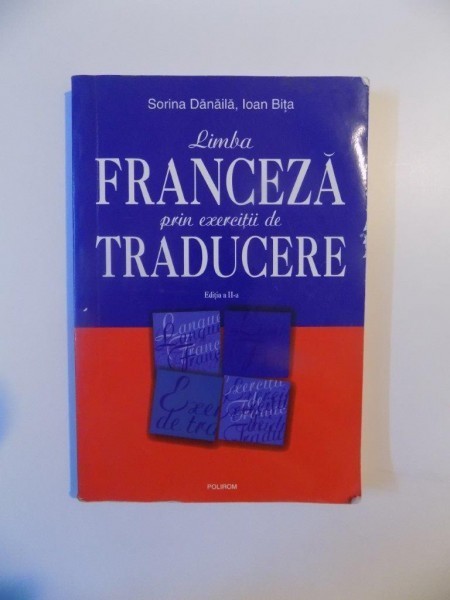 Sorina Dănăilă, Ioan Bița
Limba
FRANCEZĂ
prin exerciții de
TRADUCERE
Ediția a II-a
POLIROM